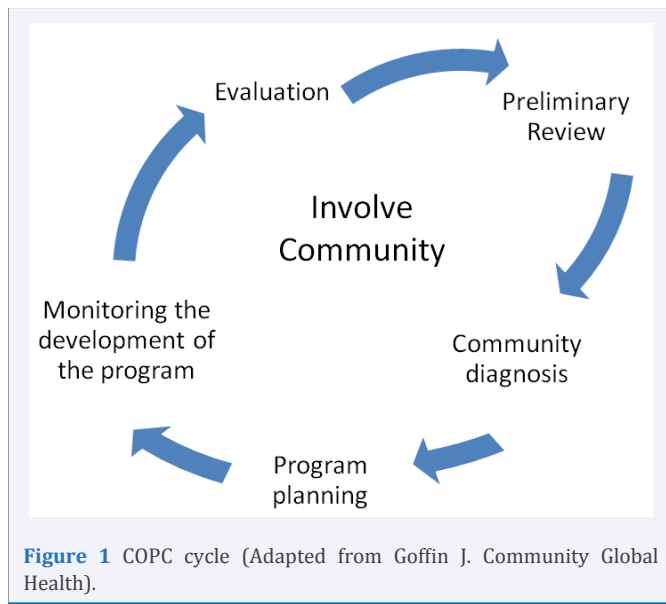 Evaluation
Preliminary
Review
Involve
Community
Monitoring the
development of
the program
Community
diagnosis
Program
planning
Figure 1 COPC cycle (Adapted from Goffin J. Community Global
Health).